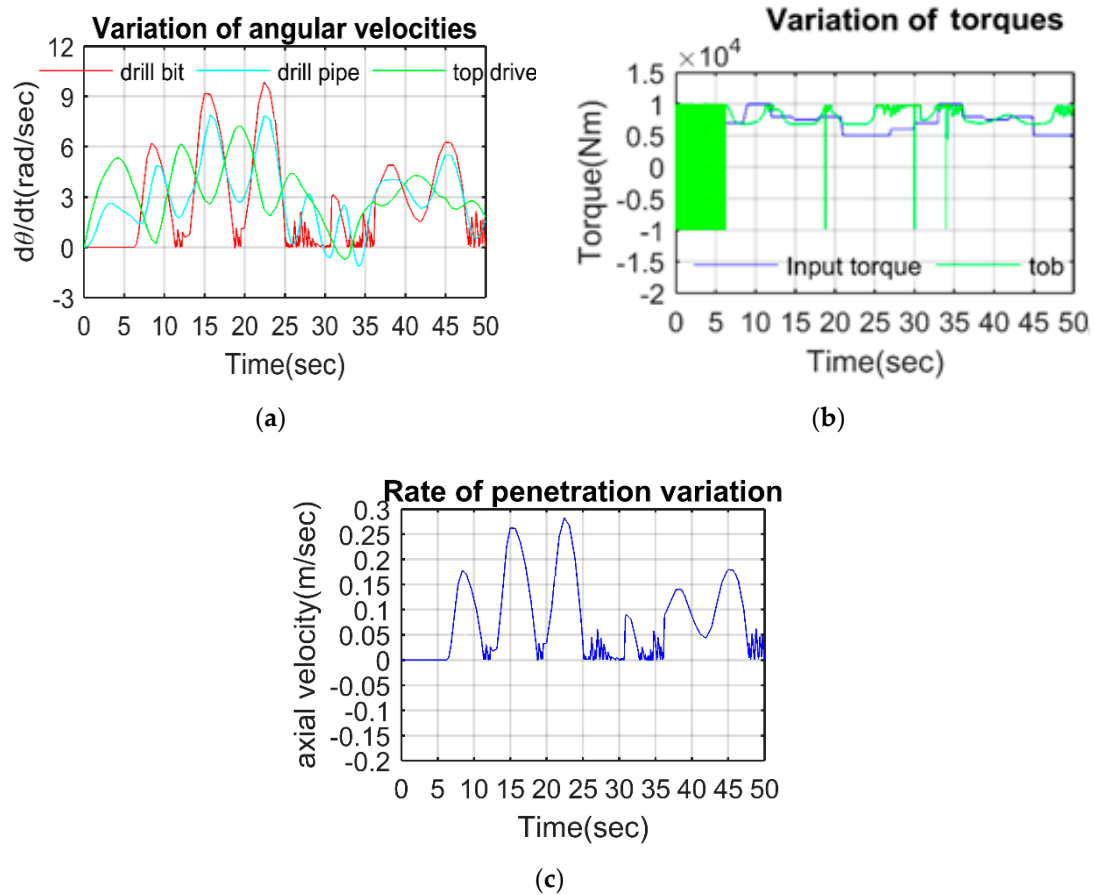 Variation of angular velocities
drill bit drill pipe top drive
12
9
6
3
0
-3
dθ/dt(rad/sec)
0 5 10 15 20 25 30 35 40 45 50
Time(sec)
(a)
Variation of torques
×10^4
1.5
1
0.5
0
-0.5
-1
-1.5
-2
Torque(Nm)
Input torque tob
0 5 10 15 20 25 30 35 40 45 50
Time(sec)
(b)
Rate of penetration variation
0.3
0.25
0.2
0.15
0.1
0.05
0
-0.05
-0.1
-0.15
-0.2
axial velocity(m/sec)
0 5 10 15 20 25 30 35 40 45 50
Time(sec)
(c)